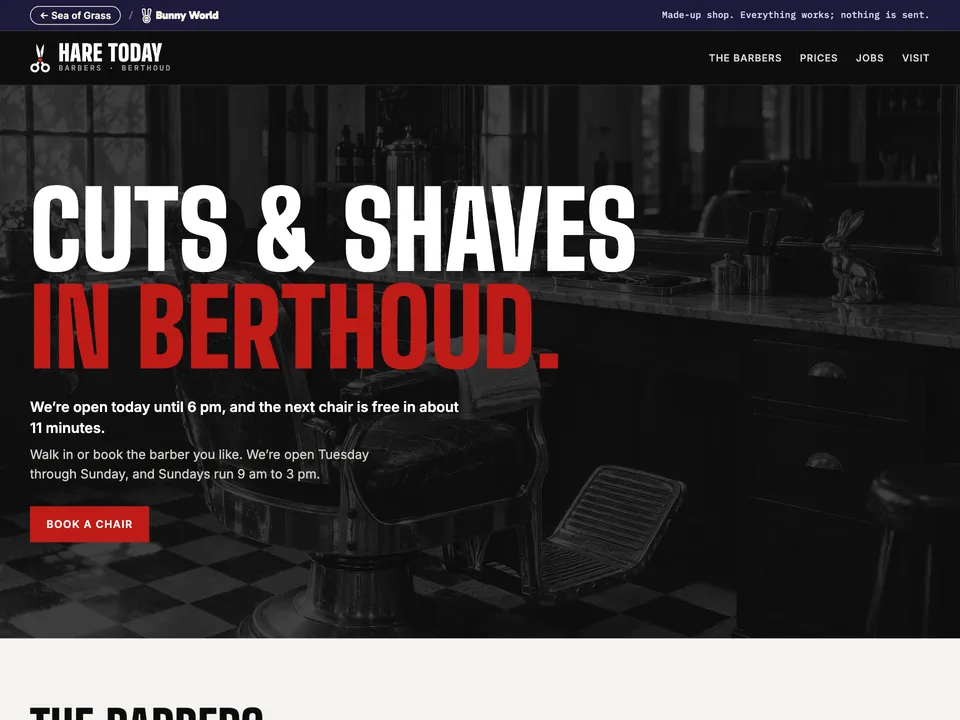 ← Sea of Grass / Bunny World
Made-up shop. Everything works; nothing is sent.
HARE TODAY
BARBERS · BERTHOUD
THE BARBERS
PRICES
JOBS
VISIT
CUTS & SHAVES
IN BERTHOUD.
We’re open today until 6 pm, and the next chair is free in about
11 minutes.
Walk in or book the barber you like. We’re open Tuesday
through Sunday, and Sundays run 9 am to 3 pm.
BOOK A CHAIR
THE BARBERS